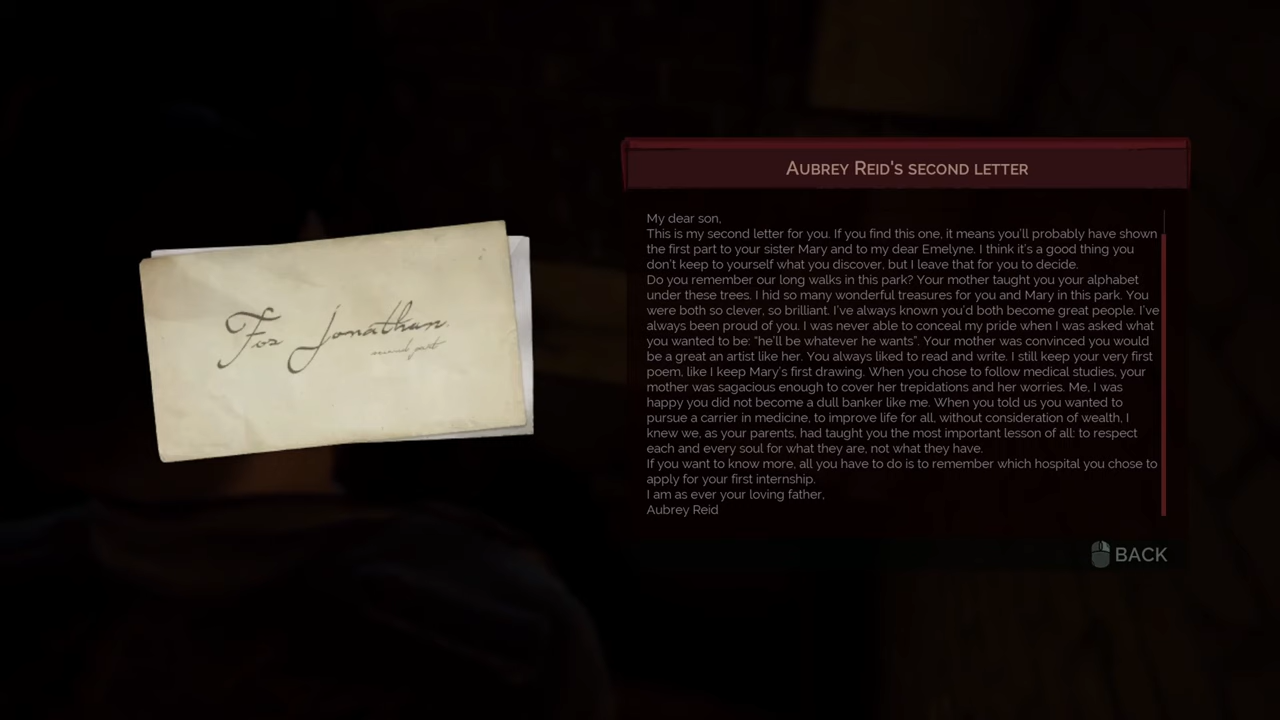 For Jonathan
second part
AUBREY REID'S SECOND LETTER
My dear son,
This is my second letter for you. If you find this one, it means you'll probably have shown
the first part to your sister Mary and to my dear Emelyne. I think it's a good thing you
don't keep to yourself what you discover, but I leave that for you to decide.
Do you remember our long walks in this park? Your mother taught you your alphabet
under these trees. I hid so many wonderful treasures for you and Mary in this park. You
were both so clever, so brilliant. I've always known you'd both become great people. I've
always been proud of you. I was never able to conceal my pride when I was asked what
you wanted to be: “he'll be whatever he wants”. Your mother was convinced you would
be a great an artist like her. You always liked to read and write. I still keep your very first
poem, like I keep Mary's first drawing. When you chose to follow medical studies, your
mother was sagacious enough to cover her trepidations and her worries. Me, I was
happy you did not become a dull banker like me. When you told us you wanted to
pursue a carrier in medicine, to improve life for all, without consideration of wealth, I
knew we, as your parents, had taught you the most important lesson of all: to respect
each and every soul for what they are, not what they have.
If you want to know more, all you have to do is to remember which hospital you chose to
apply for your first internship.
I am as ever your loving father,
Aubrey Reid
BACK